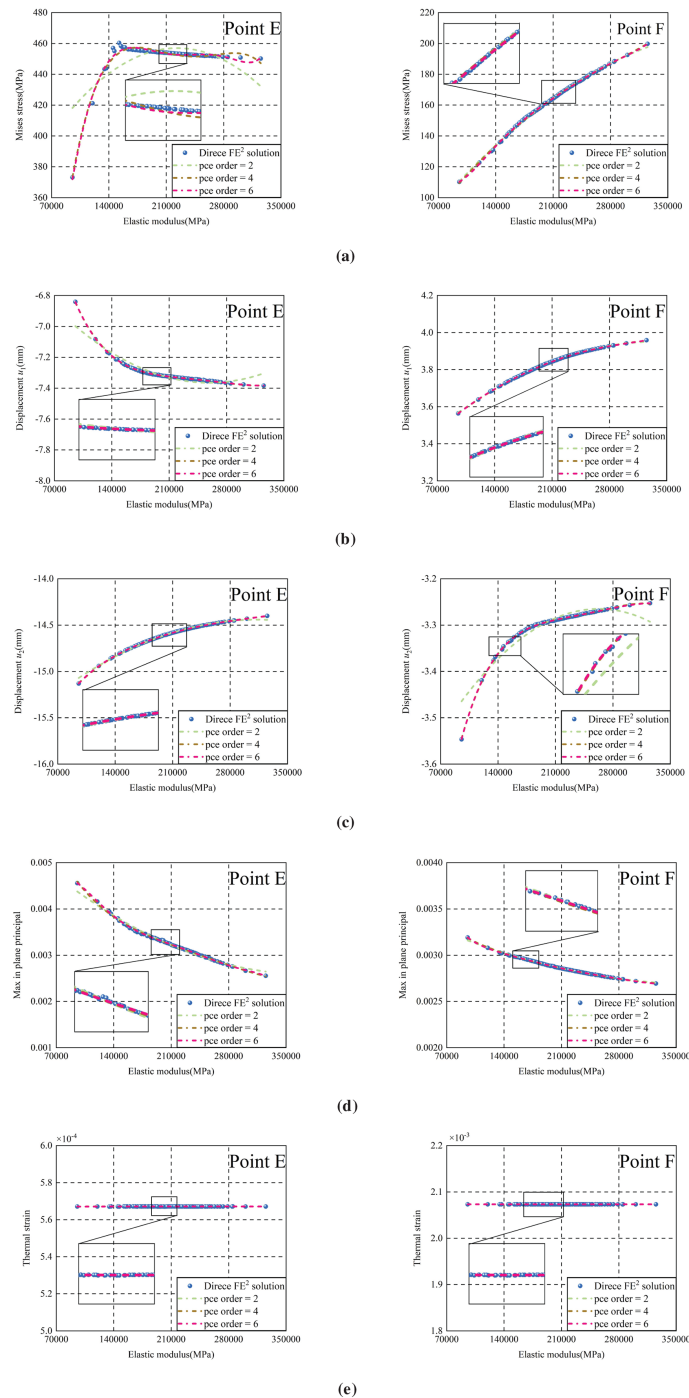 Point E
480
460
440
420
400
380
360
Mises stress(MPa)
Direce FE² solution
pce order = 2
pce order = 4
pce order = 6
70000 140000 210000 280000 350000
Elastic modulus(MPa)
Point F
220
200
180
160
140
120
100
Mises stress(MPa)
Direce FE² solution
pce order = 2
pce order = 4
pce order = 6
70000 140000 210000 280000 350000
Elastic modulus(MPa)
(a)
Point E
-6.8
-7.0
-7.2
-7.4
-7.6
-7.8
-8.0
Displacement u₁(mm)
Direce FE² solution
pce order = 2
pce order = 4
pce order = 6
70000 140000 210000 280000 350000
Elastic modulus(MPa)
Point F
4.2
4.0
3.8
3.6
3.4
3.2
Displacement u₁(mm)
Direce FE² solution
pce order = 2
pce order = 4
pce order = 6
70000 140000 210000 280000 350000
Elastic modulus(MPa)
(b)
Point E
-14.0
-14.5
-15.0
-15.5
-16.0
Displacement u₂(mm)
Direce FE² solution
pce order = 2
pce order = 4
pce order = 6
70000 140000 210000 280000 350000
Elastic modulus(MPa)
Point F
-3.2
-3.3
-3.4
-3.5
-3.6
Displacement u₂(mm)
Direce FE² solution
pce order = 2
pce order = 4
pce order = 6
70000 140000 210000 280000 350000
Elastic modulus(MPa)
(c)
Point E
0.005
0.004
0.003
0.002
0.001
Max in plane principal
Direce FE² solution
pce order = 2
pce order = 4
pce order = 6
70000 140000 210000 280000 350000
Elastic modulus(MPa)
Point F
0.0040
0.0035
0.0030
0.0025
0.0020
Max in plane principal
Direce FE² solution
pce order = 2
pce order = 4
pce order = 6
70000 140000 210000 280000 350000
Elastic modulus(MPa)
(d)
×10⁻⁴
Point E
6.0
5.8
5.6
5.4
5.2
5.0
Thermal strain
Direce FE² solution
pce order = 2
pce order = 4
pce order = 6
70000 140000 210000 280000 350000
Elastic modulus(MPa)
×10⁻³
Point F
2.2
2.1
2.0
1.9
1.8
Thermal strain
Direce FE² solution
pce order = 2
pce order = 4
pce order = 6
70000 140000 210000 280000 350000
Elastic modulus(MPa)
(e)